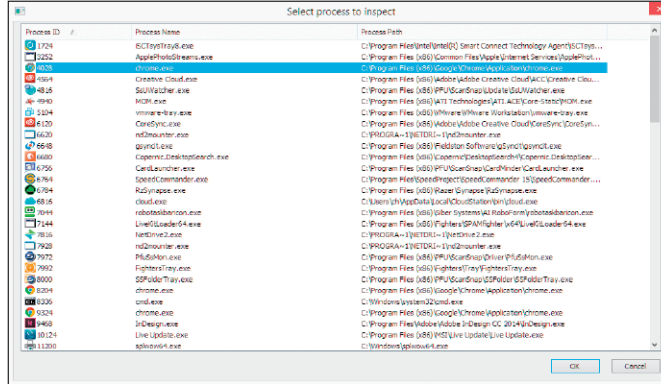 Select process to inspect
Process ID / Process Name Process Path
1724 iSCTsysTray8.exe C:\Program Files\Intel\Intel(R) Smart Connect Technology Agent\iSCTsys...
3252 ApplePhotoStreams.exe C:\Program Files (x86)\Common Files\Apple\Internet Services\ApplePhot...
4028 chrome.exe C:\Program Files (x86)\Google\Chrome\Application\chrome.exe
4564 Creative Cloud.exe C:\Program Files (x86)\Adobe\Adobe Creative Cloud\ACC\Creative Clou...
4816 SsUWatcher.exe C:\Program Files (x86)\PFU\ScanSnap\Update\SsUWatcher.exe
4940 MOM.exe C:\Program Files (x86)\ATI Technologies\ATI.ACE\Core-Static\MOM.exe
5104 vmware-tray.exe C:\Program Files (x86)\VMware\VMware Workstation\vmware-tray.exe
6120 CoreSync.exe C:\Program Files (x86)\Adobe\Adobe Creative Cloud\CoreSync\CoreSyn...
6620 nd2mounter.exe C:\PROGRA~1\NETDRI~1\nd2mounter.exe
6648 gsyncit.exe C:\Program Files (x86)\Fieldston Software\gSyncit\gsyncit.exe
6680 Copernic.DesktopSearch.exe C:\Program Files (x86)\Copernic\DesktopSearch4\Copernic.DesktopSear...
6756 CardLauncher.exe C:\Program Files (x86)\PFU\ScanSnap\CardMinder\CardLauncher.exe
6764 SpeedCommander.exe C:\Program Files\SpeedProject\SpeedCommander 15\SpeedCommander....
6784 RzSynapse.exe C:\Program Files (x86)\Razer\Synapse\RzSynapse.exe
6816 cloud.exe C:\Users\jh\AppData\Local\CloudStation\bin\cloud.exe
7044 robotaskbaricon.exe C:\Program Files (x86)\Siber Systems\AI RoboForm\robotaskbaricon.exe
7144 LiveKitLoader64.exe C:\Program Files (x86)\Fighters\SPAMfighter\x64\LiveKitLoader64.exe
7816 NetDrive2.exe C:\PROGRA~1\NETDRI~1\NetDrive2.exe
7928 nd2mounter.exe C:\PROGRA~1\NETDRI~1\nd2mounter.exe
7972 PfuSsMon.exe C:\Program Files (x86)\PFU\ScanSnap\Driver\PfuSsMon.exe
7992 FightersTray.exe C:\Program Files (x86)\Fighters\Tray\FightersTray.exe
8000 SSFolderTray.exe C:\Program Files (x86)\PFU\ScanSnap\SSFolder\SSFolderTray.exe
8204 chrome.exe C:\Program Files (x86)\Google\Chrome\Application\chrome.exe
8336 cmd.exe C:\Windows\system32\cmd.exe
9324 chrome.exe C:\Program Files (x86)\Google\Chrome\Application\chrome.exe
9468 InDesign.exe C:\Program Files\Adobe\Adobe InDesign CC 2014\InDesign.exe
10124 Live Update.exe C:\Program Files (x86)\MSI\Live Update\Live Update.exe
11200 splwow64.exe C:\Windows\splwow64.exe
OK Cancel